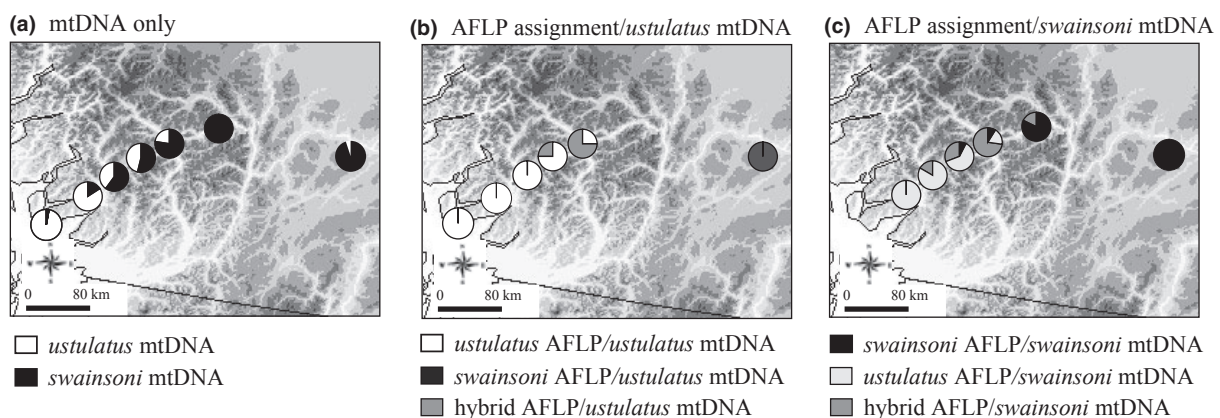 (a) mtDNA only
(b) AFLP assignment/ustulatus mtDNA
(c) AFLP assignment/swainsoni mtDNA
0 80 km
0 80 km
0 80 km
ustulatus mtDNA
swainsoni mtDNA
ustulatus AFLP/ustulatus mtDNA
swainsoni AFLP/ustulatus mtDNA
hybrid AFLP/ustulatus mtDNA
swainsoni AFLP/swainsoni mtDNA
ustulatus AFLP/swainsoni mtDNA
hybrid AFLP/swainsoni mtDNA